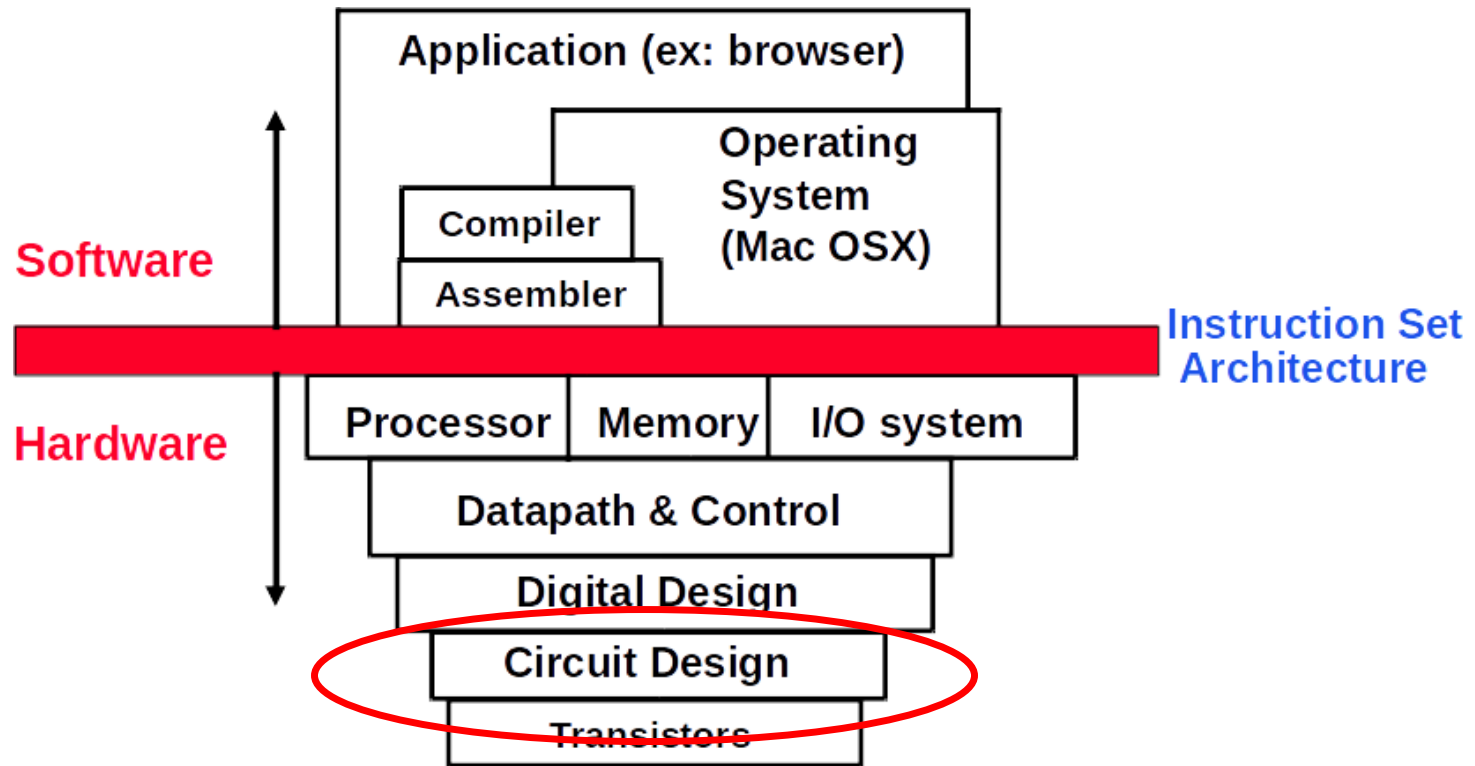 Application (ex: browser)
Operating
System
(Mac OSX)
Compiler
Assembler
Software
Instruction Set
Architecture
Hardware
Processor
Memory
I/O system
Datapath & Control
Digital Design
Circuit Design
Transistors